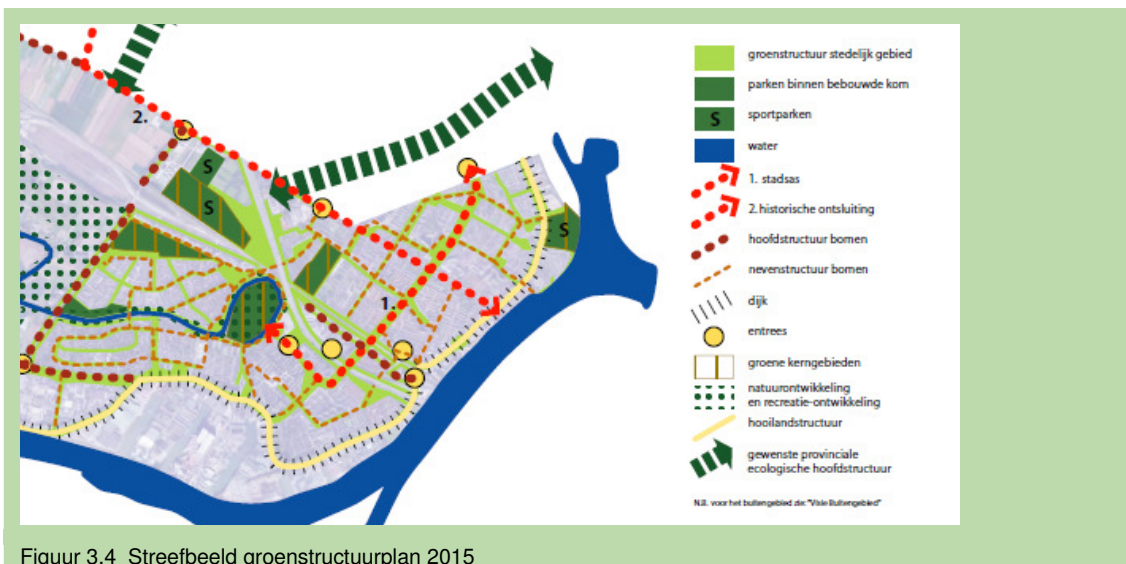 2.
S
S
S
1.
groenstructuur stedelijk gebied
parken binnen bebouwde kom
S
sportparken
water
1. stadsas
2. historische ontsluiting
hoofdstructuur bomen
nevenstructuur bomen
dijk
entrees
groene kerngebieden
natuurontwikkeling
en recreatie-ontwikkeling
hooilandstructuur
gewenste provinciale
ecologische hoofdstructuur
N.B. voor het buitengebied zie: "Visie Buitengebied"
Figuur 3.4 Streefbeeld groenstructuurplan 2015